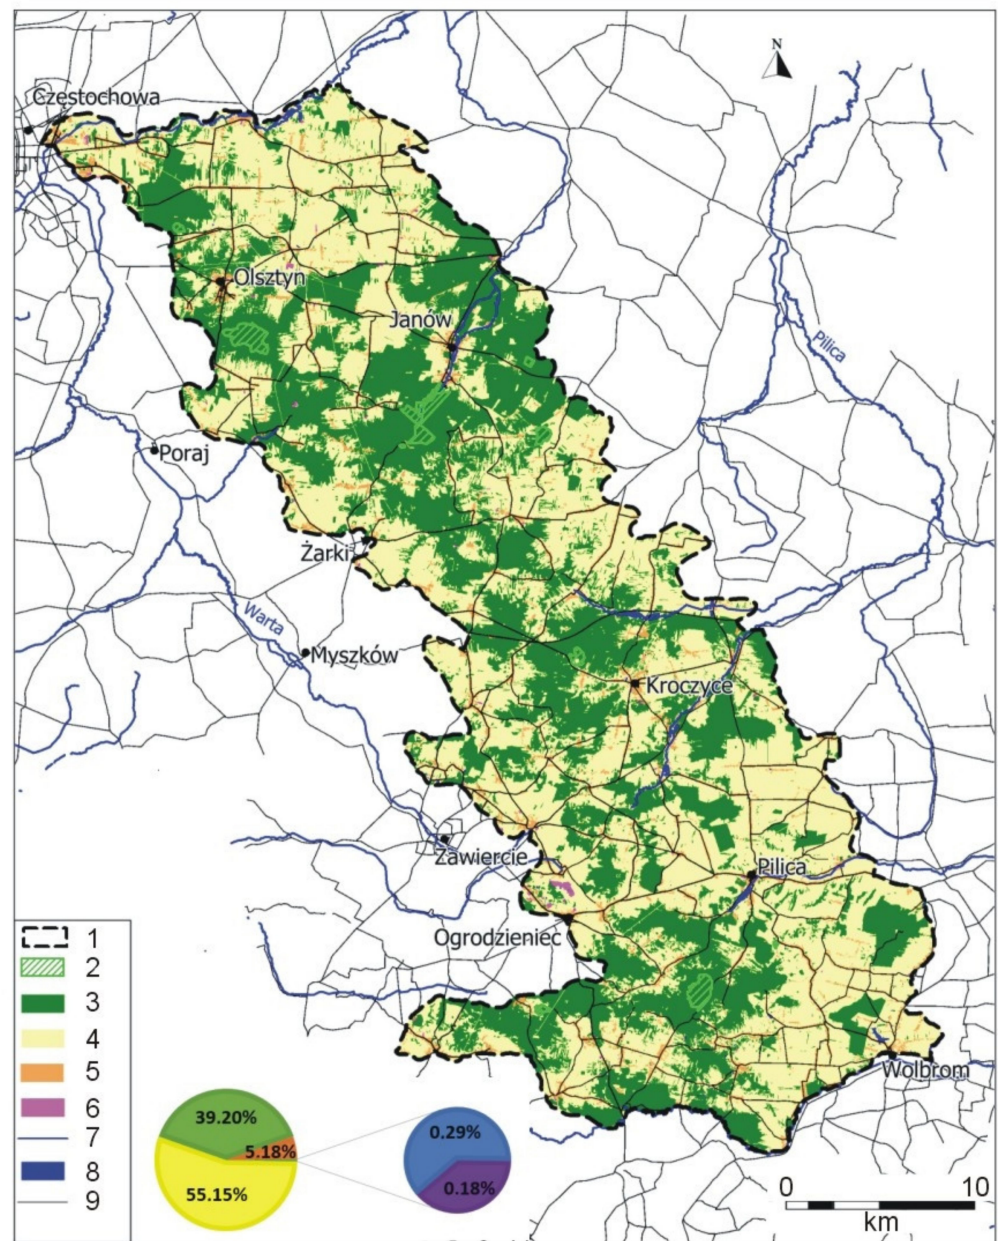 N
Częstochowa
Olsztyn
Janów
Pilica
Poraj
Żarki
Warta
Myszków
Kroczyce
Zawiercie
Pilica
Ogrodzieniec
Wolbrom
1
2
3
4
5
6
7
8
9
39.20%
5.18%
55.15%
0.29%
0.18%
0 10
km